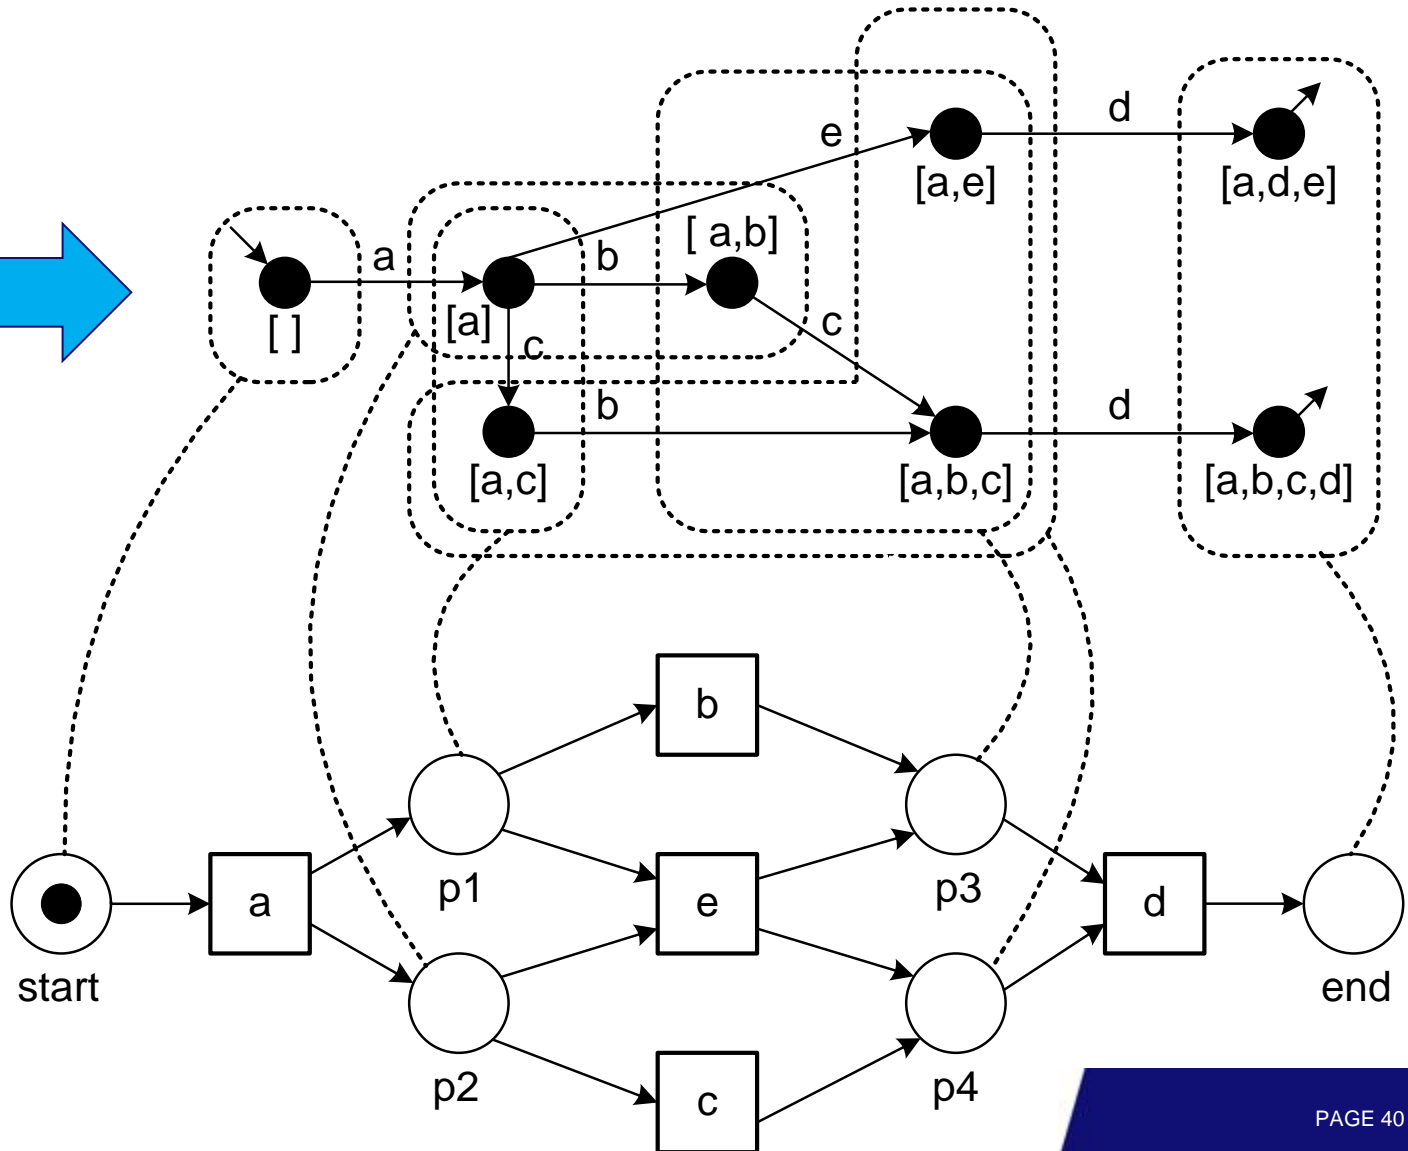 e
d
[a,e]
[a,d,e]
[ a,b]
a
b
[ ]
[a]
c
c
b
d
[a,c]
[a,b,c]
[a,b,c,d]
b
p1
p3
a
e
d
start
end
p2
p4
c
PAGE 40